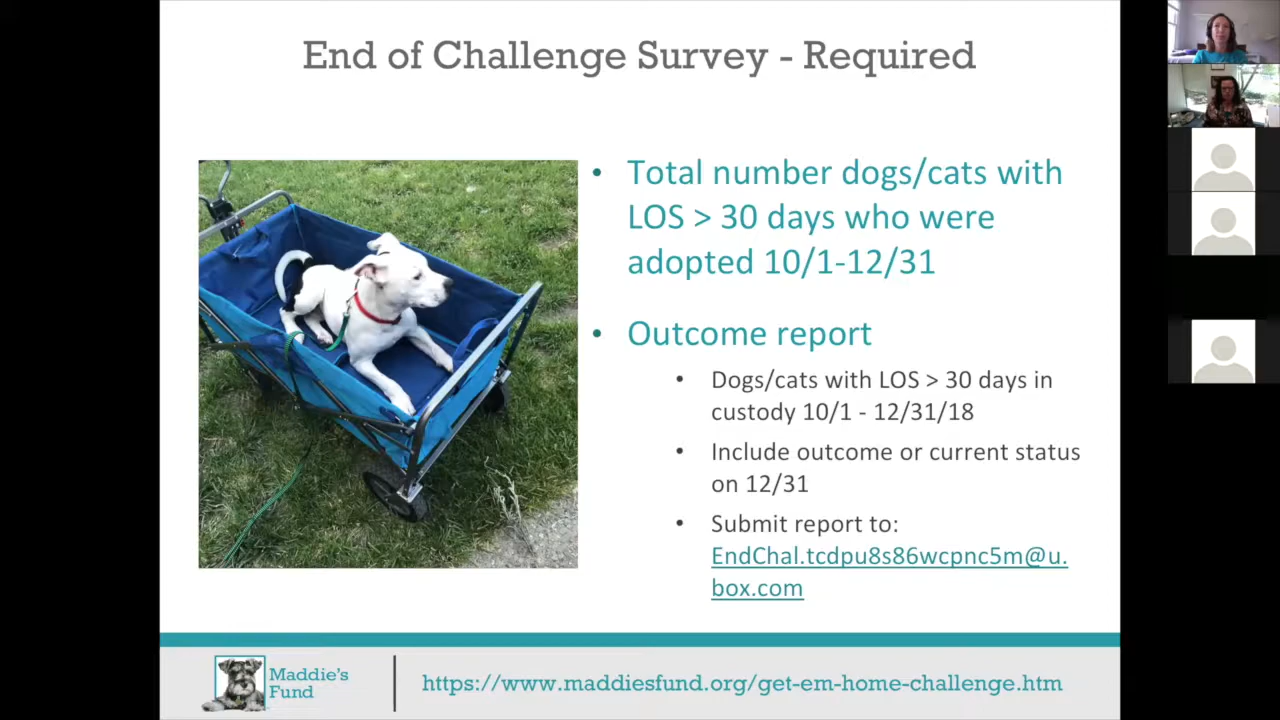 End of Challenge Survey - Required
• Total number dogs/cats with
LOS > 30 days who were
adopted 10/1-12/31
• Outcome report
• Dogs/cats with LOS > 30 days in
custody 10/1 - 12/31/18
• Include outcome or current status
on 12/31
• Submit report to:
EndChal.tcdpu8s86wcpnc5m@u.
box.com
Maddie's
Fund
https://www.maddiesfund.org/get-em-home-challenge.htm